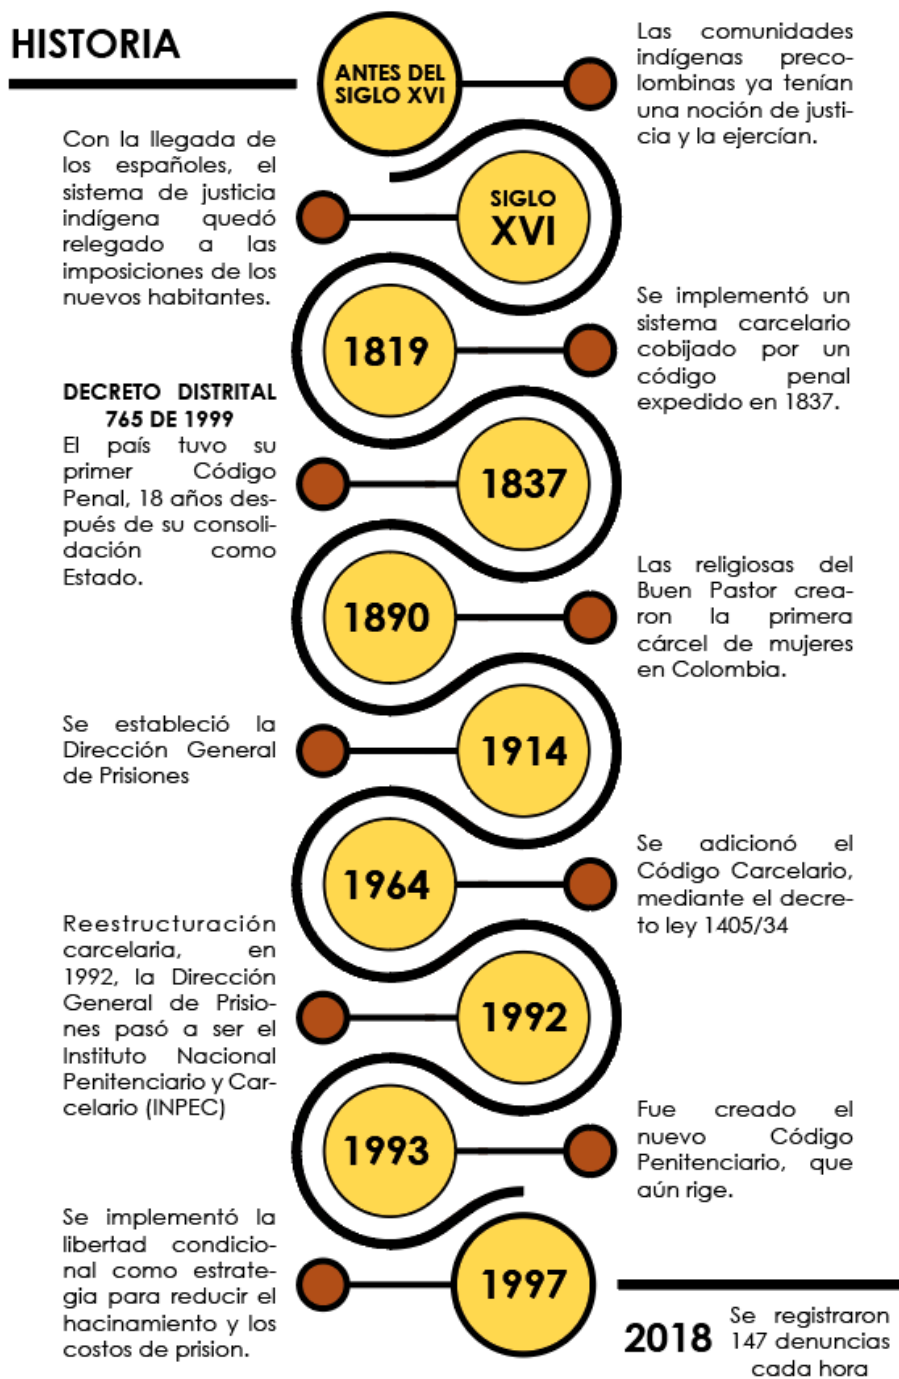 HISTORIA
ANTES DEL
SIGLO XVI
Las comunidades
indígenas preco-
lombinas ya tenían
una noción de justi-
cia y la ejercían.
Con la llegada de
los españoles, el
sistema de justicia
indígena quedó
relegado a las
imposiciones de los
nuevos habitantes.
SIGLO
XVI
1819
Se implementó un
sistema carcelario
cobijado por un
código penal
expedido en 1837.
DECRETO DISTRITAL
765 DE 1999
El país tuvo su
primer Código
Penal, 18 años des-
pués de su consoli-
dación como
Estado.
1837
1890
Las religiosas del
Buen Pastor crea-
ron la primera
cárcel de mujeres
en Colombia.
Se estableció la
Dirección General
de Prisiones
1914
1964
Se adicionó el
Código Carcelario,
mediante el decre-
to ley 1405/34
Reestructuración
carcelaria, en
1992, la Dirección
General de Prisio-
nes pasó a ser el
Instituto Nacional
Penitenciario y Car-
celario (INPEC)
1992
1993
Fue creado el
nuevo Código
Penitenciario, que
aún rige.
Se implementó la
libertad condicio-
nal como estrate-
gia para reducir el
hacinamiento y los
costos de prision.
1997
2018
Se registraron
147 denuncias
cada hora